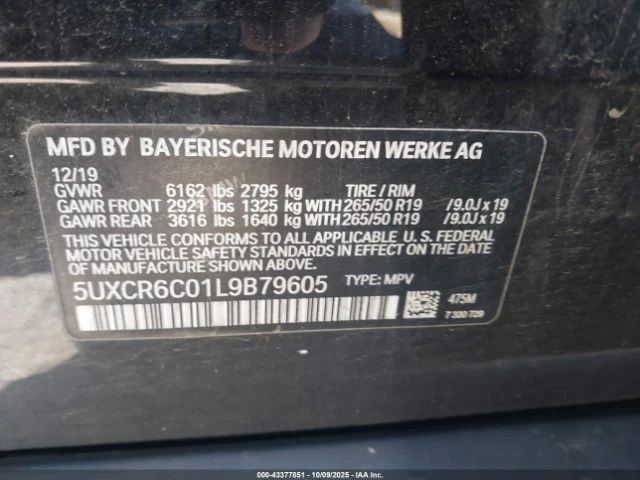 MFD BY BAYERISCHE MOTOREN WERKE AG
12/19
GVWR 6162 lbs 2795 kg TIRE / RIM
GAWR FRONT 2921 lbs 1325 kg WITH 265/50 R19 /9.0J x 19
GAWR REAR 3616 lbs 1640 kg WITH 265/50 R19 /9.0J x 19
THIS VEHICLE CONFORMS TO ALL APPLICABLE U. S. FEDERAL
MOTOR VEHICLE SAFETY STANDARDS IN EFFECT ON THE DATE
OF MANUFACTURE SHOWN ABOVE.
5UXCR6C01L9B79605 TYPE: MPV
475M
7 320 729
000-43377851 | 10/09/2025 | IAA Inc.